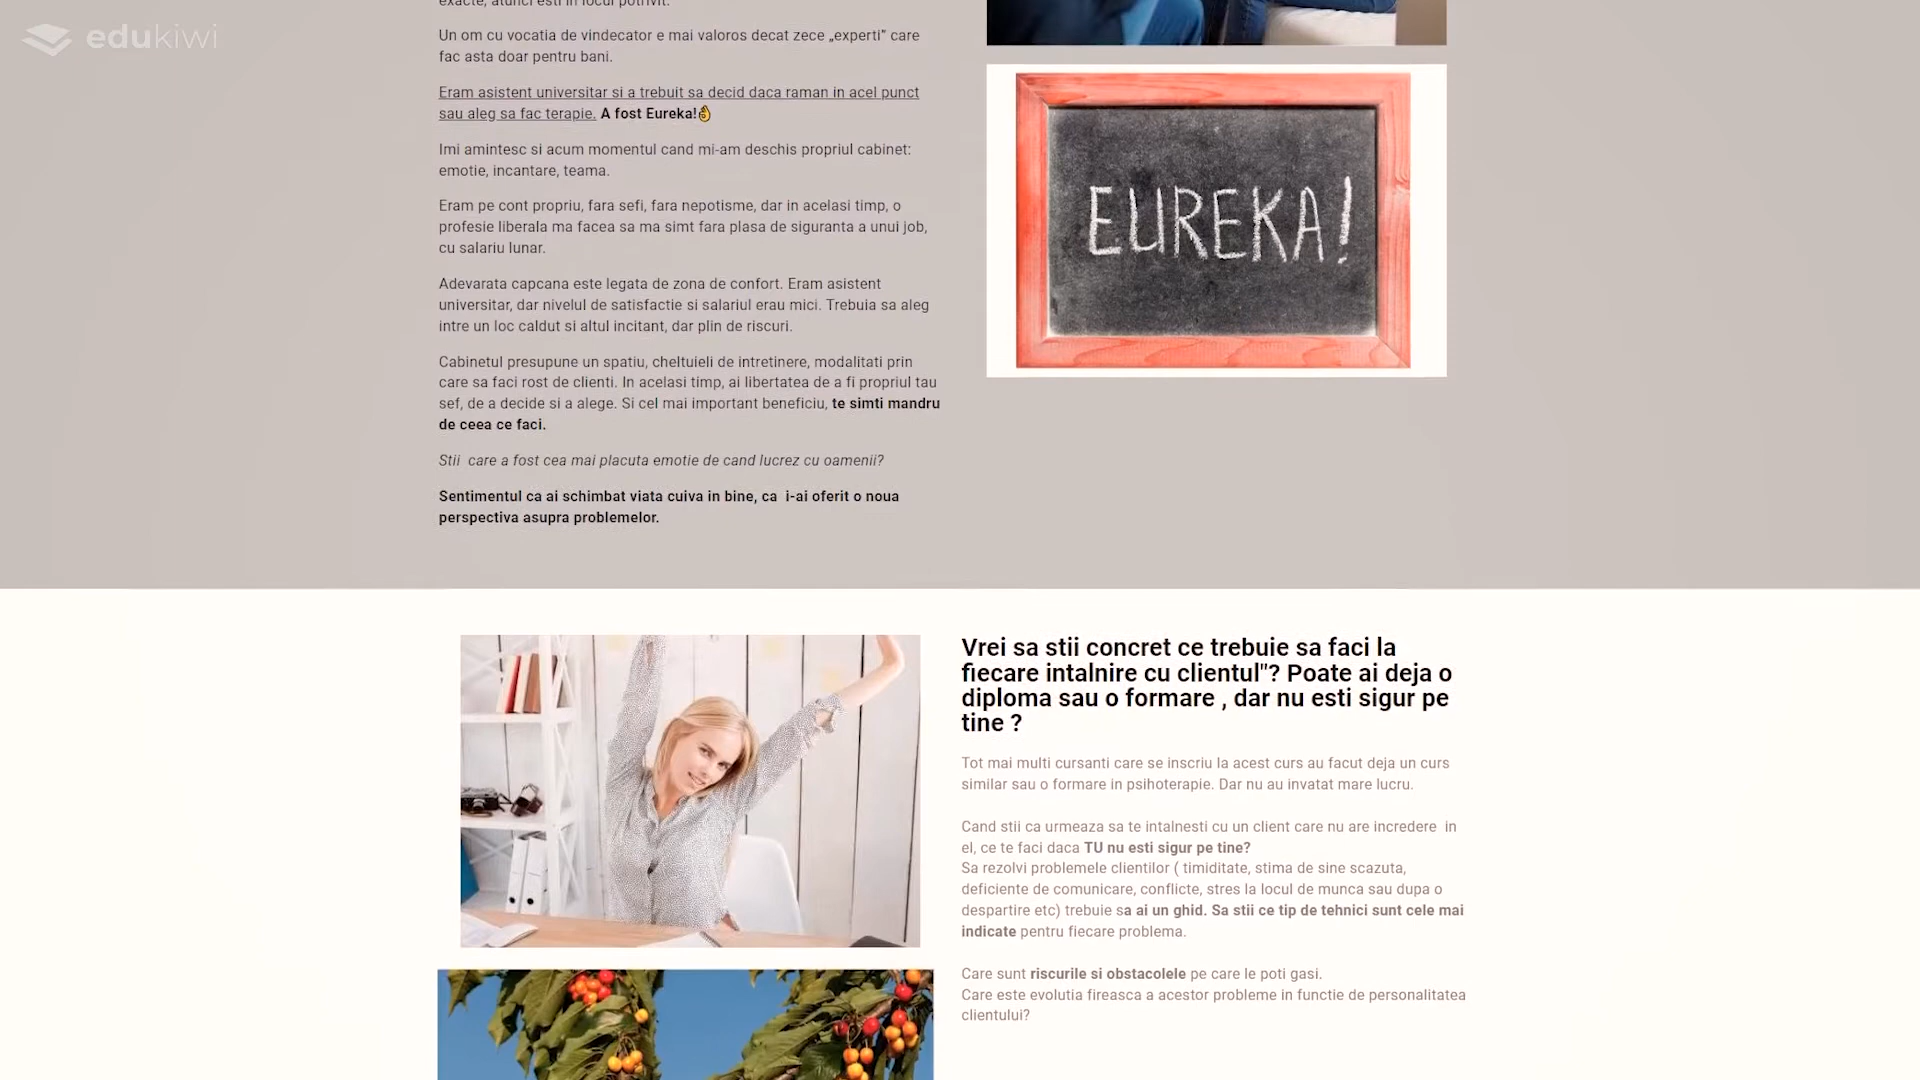 edukiwi
exacte, atunci esti in locul potrivit.
Un om cu vocatia de vindecator e mai valoros decat zece „experti” care
fac asta doar pentru bani.
Eram asistent universitar si a trebuit sa decid daca raman in acel punct
sau aleg sa fac terapie. A fost Eureka!👌
Imi amintesc si acum momentul cand mi-am deschis propriul cabinet:
emotie, incantare, teama.
Eram pe cont propriu, fara sefi, fara nepotisme, dar in acelasi timp, o
profesie liberala ma facea sa ma simt fara plasa de siguranta a unui job,
cu salariu lunar.
Adevarata capcana este legata de zona de confort. Eram asistent
universitar, dar nivelul de satisfactie si salariul erau mici. Trebuia sa aleg
intre un loc caldut si altul incitant, dar plin de riscuri.
Cabinetul presupune un spatiu, cheltuieli de intretinere, modalitati prin
care sa faci rost de clienti. In acelasi timp, ai libertatea de a fi propriul tau
sef, de a decide si a alege. Si cel mai important beneficiu, te simti mandru
de ceea ce faci.
Stii care a fost cea mai placuta emotie de cand lucrez cu oamenii?
Sentimentul ca ai schimbat viata cuiva in bine, ca i-ai oferit o noua
perspectiva asupra problemelor.
EUREKA!
Vrei sa stii concret ce trebuie sa faci la
fiecare intalnire cu clientul"? Poate ai deja o
diploma sau o formare , dar nu esti sigur pe
tine ?
Tot mai multi cursanti care se inscriu la acest curs au facut deja un curs
similar sau o formare in psihoterapie. Dar nu au invatat mare lucru.
Cand stii ca urmeaza sa te intalnesti cu un client care nu are incredere in
el, ce te faci daca TU nu esti sigur pe tine?
Sa rezolvi problemele clientilor ( timiditate, stima de sine scazuta,
deficiente de comunicare, conflicte, stres la locul de munca sau dupa o
despartire etc) trebuie sa ai un ghid. Sa stii ce tip de tehnici sunt cele mai
indicate pentru fiecare problema.
Care sunt riscurile si obstacolele pe care le poti gasi.
Care este evolutia fireasca a acestor probleme in functie de personalitatea
clientului?